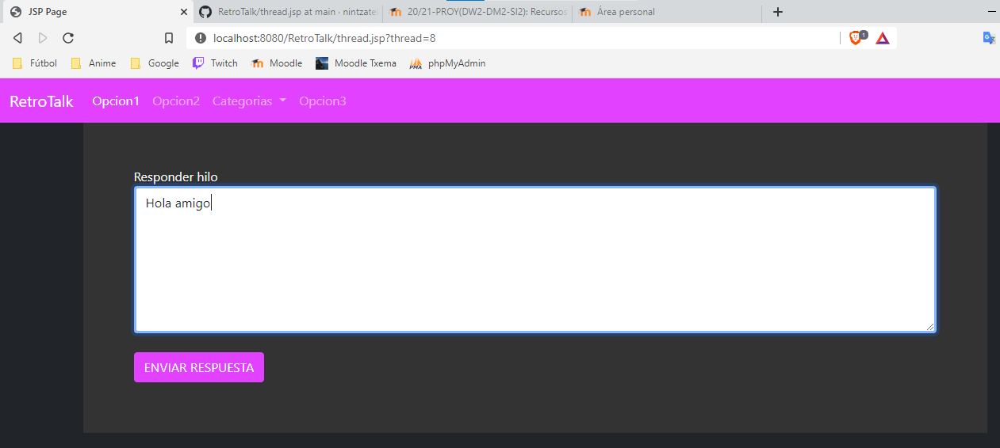 JSP Page
RetroTalk/thread.jsp at main · nintzate
20/21-PROY(DW2-DM2-SI2): Recursos
Área personal
localhost:8080/RetroTalk/thread.jsp?thread=8
1
Fútbol
Anime
Google
Twitch
Moodle
Moodle Txema
PMA
phpMyAdmin
RetroTalk
Opcion1
Opcion2
Categorias
Opcion3
Responder hilo
Hola amigo
ENVIAR RESPUESTA